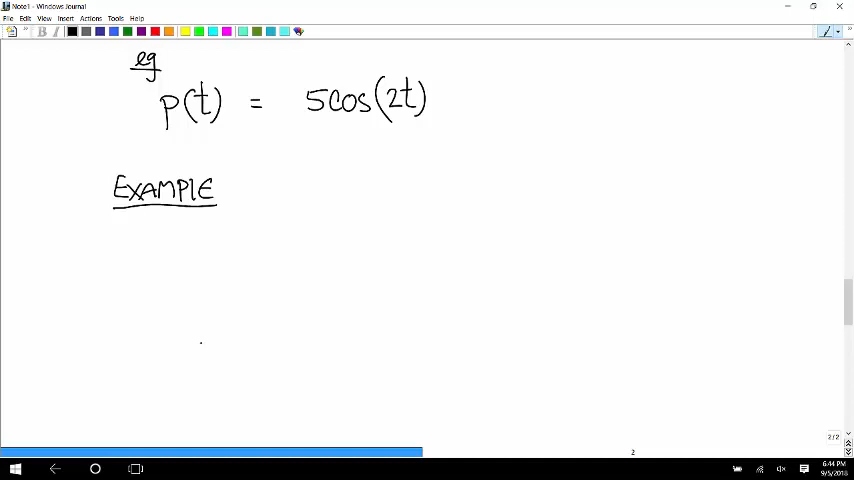 Note1 - Windows Journal
File Edit View Insert Actions Tools Help
B I
eg
p(t) = 5cos(2t)
EXAMPLE
2/2
2
6:44 PM
9/5/2018